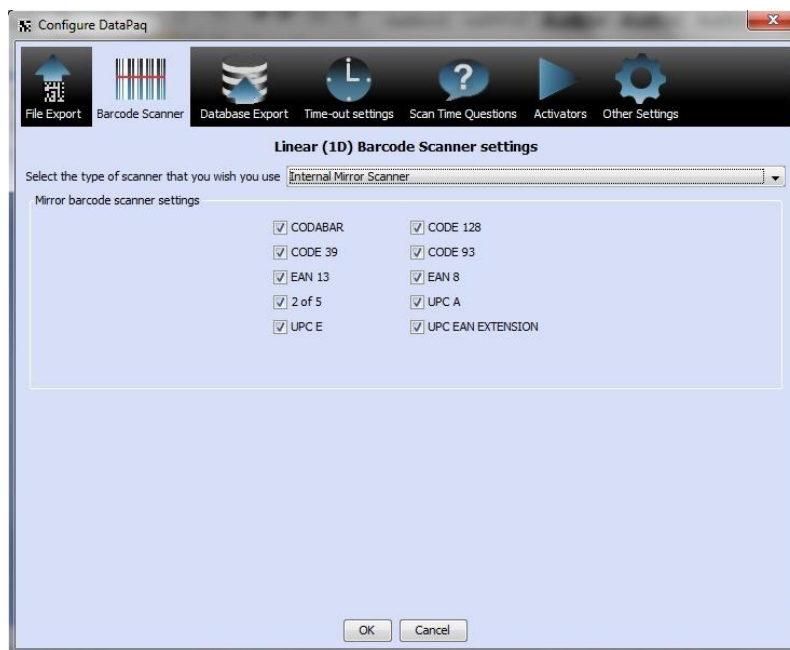 Configure DataPaq
File Export Barcode Scanner Database Export Time-out settings Scan Time Questions Activators Other Settings
Linear (1D) Barcode Scanner settings
Select the type of scanner that you wish you use Internal Mirror Scanner
Mirror barcode scanner settings
CODABAR CODE 128
CODE 39 CODE 93
EAN 13 EAN 8
2 of 5 UPC A
UPC E UPC EAN EXTENSION
OK Cancel